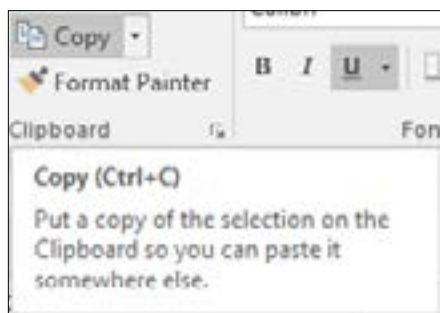 Copy
Format Painter
B I U
Clipboard
Fon
Copy (Ctrl+C)
Put a copy of the selection on the
Clipboard so you can paste it
somewhere else.